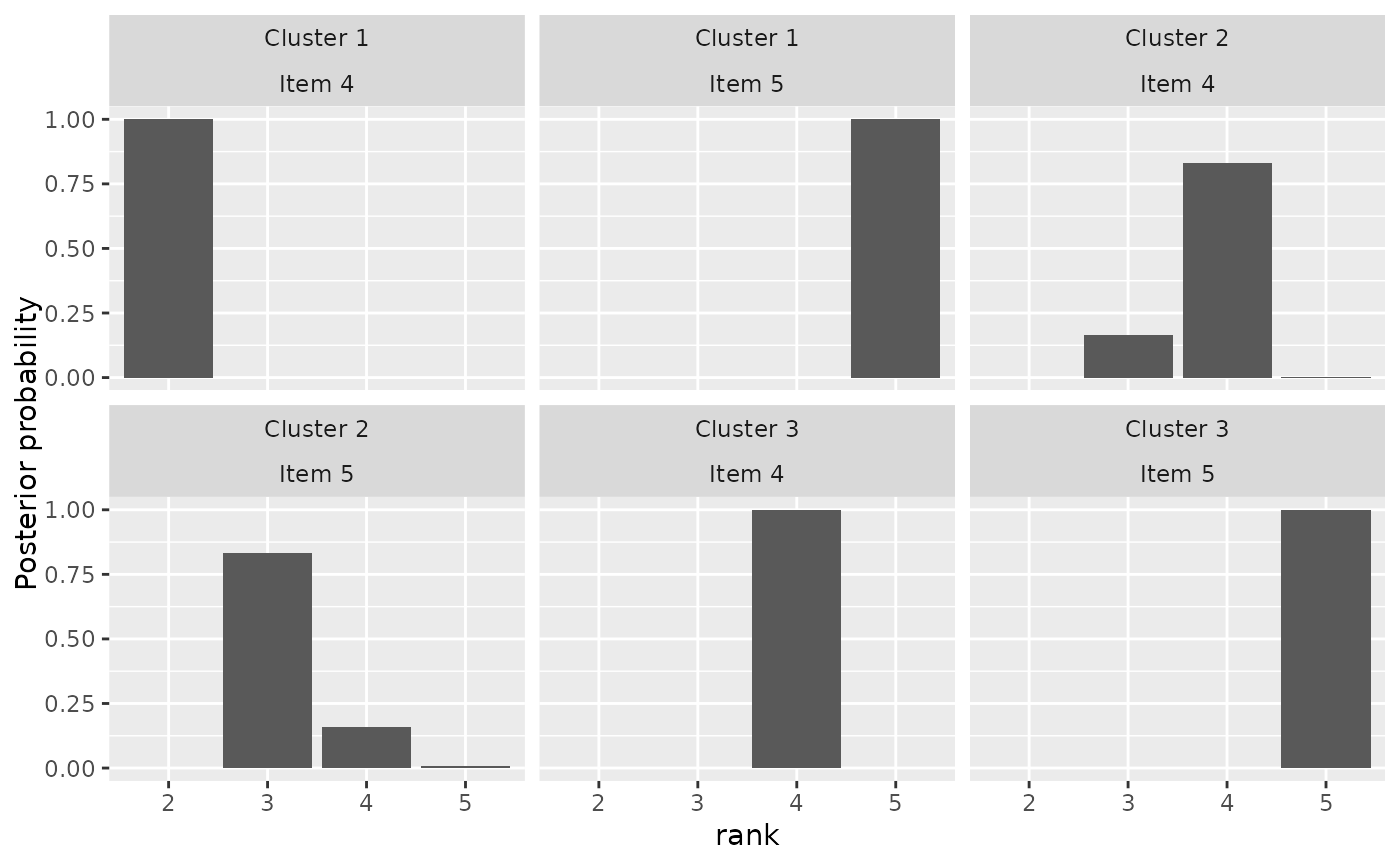 Cluster 1
Item 4
Cluster 1
Item 5
Cluster 2
Item 4
1.00
0.75
0.50
0.25
0.00
Cluster 2
Item 5
Cluster 3
Item 4
Cluster 3
Item 5
1.00
0.75
0.50
0.25
0.00
2 3 4 5
2 3 4 5
2 3 4 5
Posterior probability
rank